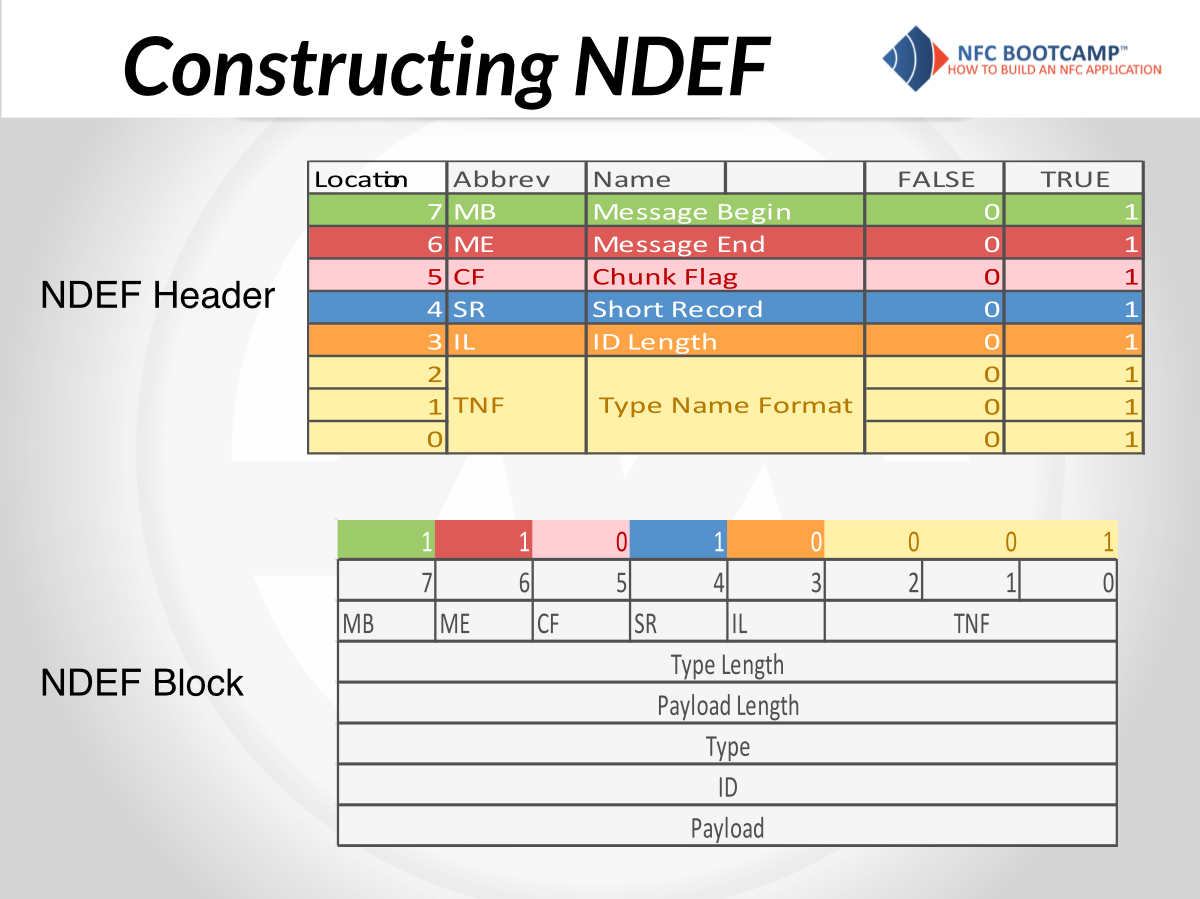 Constructing NDEF
NFC BOOTCAMP™
HOW TO BUILD AN NFC APPLICATION
Location Abbrev Name FALSE TRUE
7 MB Message Begin 0 1
6 ME Message End 0 1
5 CF Chunk Flag 0 1
4 SR Short Record 0 1
3 IL ID Length 0 1
2 0 1
1 TNF Type Name Format 0 1
0 0 1
NDEF Header
1 1 0 1 0 0 0 1
7 6 5 4 3 2 1 0
MB ME CF SR IL TNF
Type Length
Payload Length
Type
ID
Payload
NDEF Block